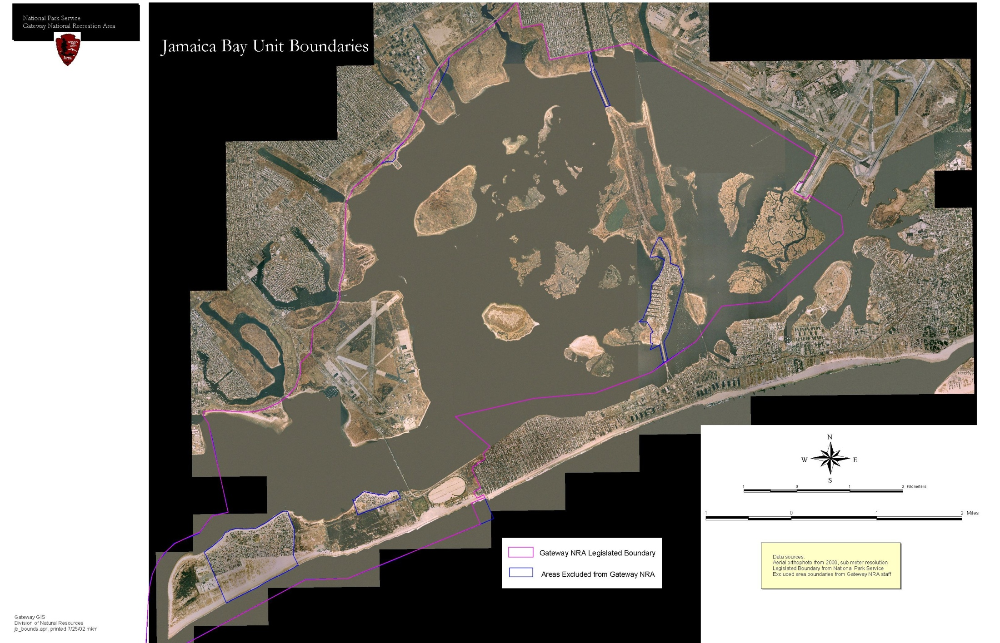 National Park Service
Gateway National Recreation Area
NATIONAL
PARK
SERVICE
Jamaica Bay Unit Boundaries
N
W E
S
1 0 1 2 Kilometers
1 0 1 2 Miles
Gateway NRA Legislated Boundary
Areas Excluded from Gateway NRA
Data sources:
Aerial orthophoto from 2000, sub meter resolution
Legislated Boundary from National Park Service
Excluded area boundaries from Gateway NRA staff
Gateway GIS
Division of Natural Resources
jb_bounds.apr, printed 7/25/02 mkm